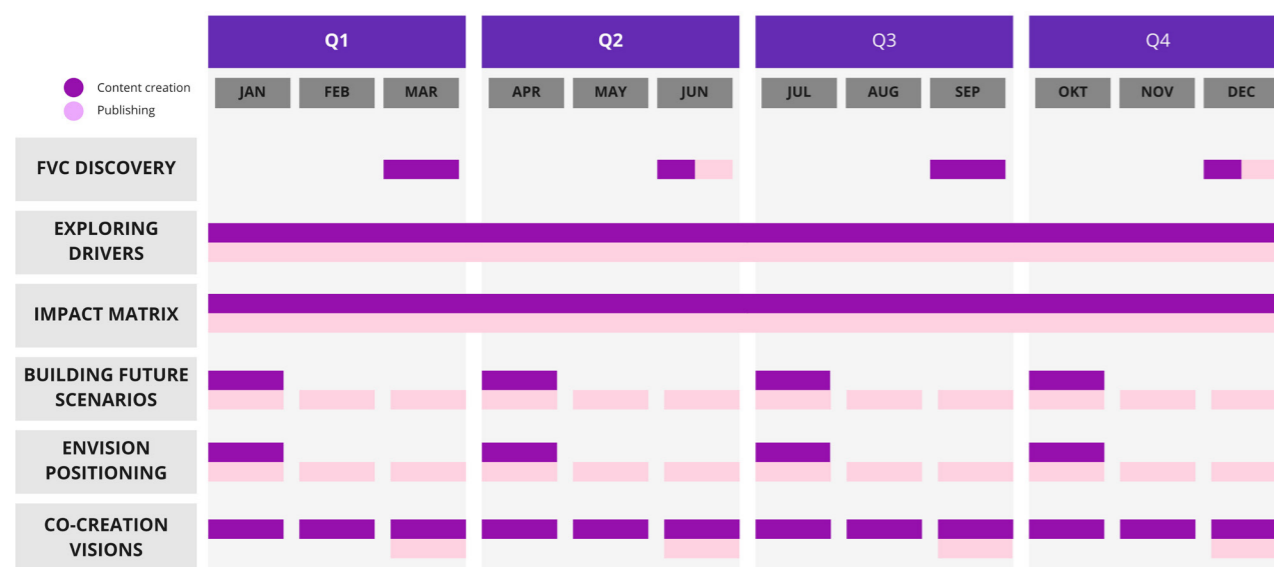 Q1 Q2 Q3 Q4
Content creation
Publishing
JAN FEB MAR APR MAY JUN JUL AUG SEP OKT NOV DEC
FVC DISCOVERY
EXPLORING
DRIVERS
IMPACT MATRIX
BUILDING FUTURE
SCENARIOS
ENVISION
POSITIONING
CO-CREATION
VISIONS